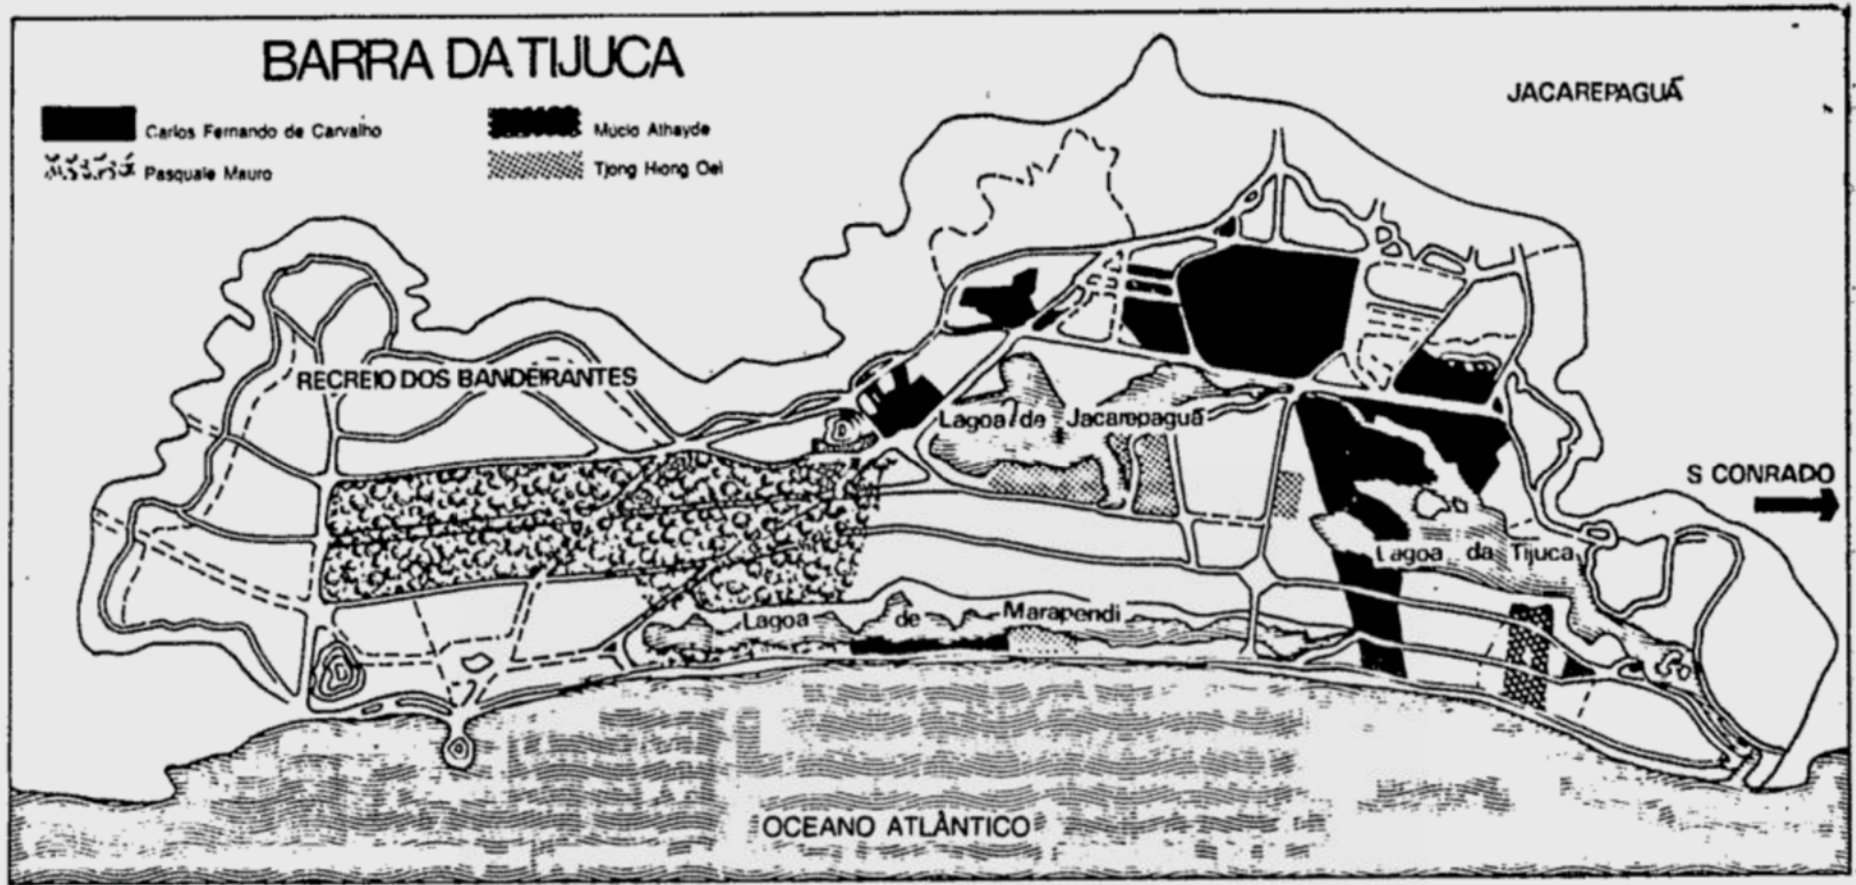 BARRA DA TIJUCA
JACAREPAGUÁ
Carlos Fernando de Carvalho
Múcio Athayde
Pasquale Mauro
Tjong Hiong Oei
RECREIO DOS BANDEIRANTES
Lagoa de Jacarepaguá
S CONRADO
Lagoa da Tijuca
Lagoa de Marapendi
OCEANO ATLÂNTICO